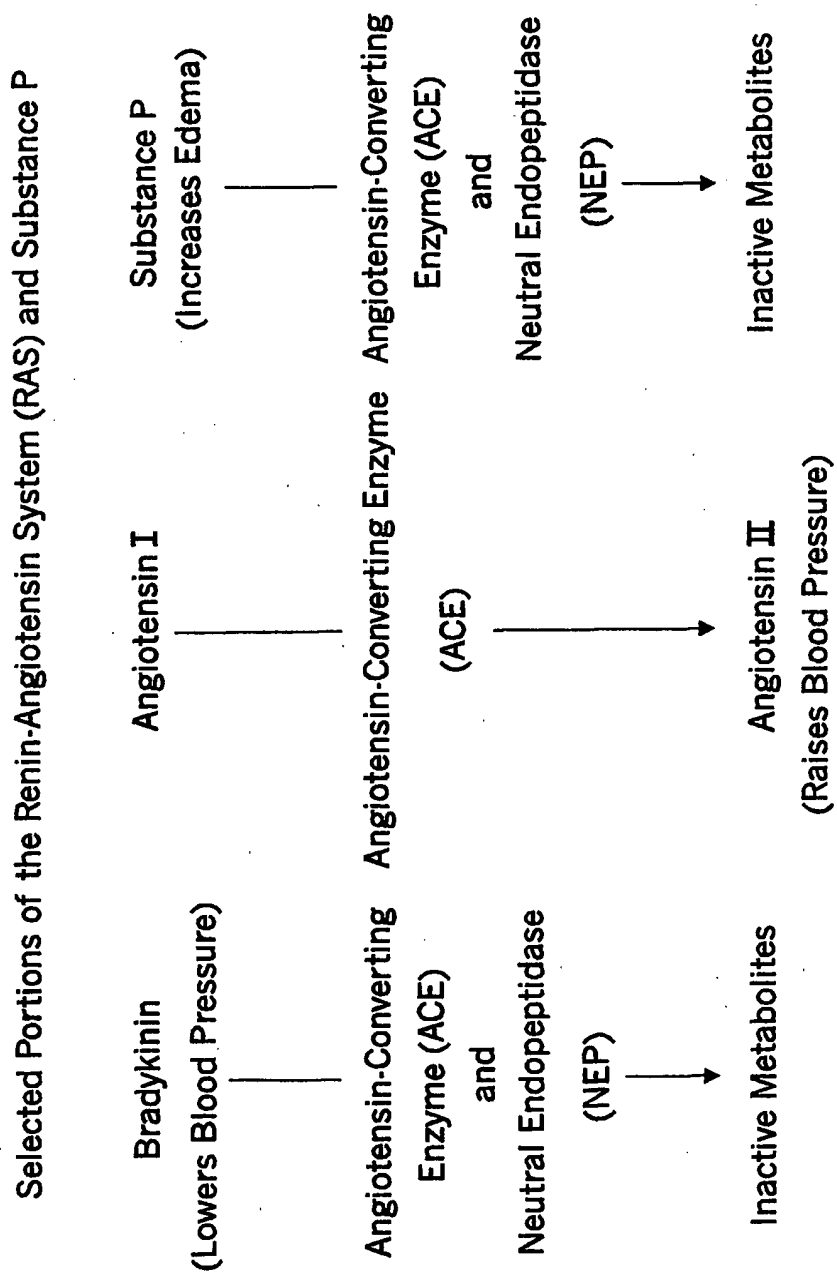 Selected Portions of the Renin-Angiotensin System (RAS) and Substance P
Bradykinin
(Lowers Blood Pressure)
Angiotensin-Converting
Enzyme (ACE)
and
Neutral Endopeptidase
(NEP)
Inactive Metabolites
Angiotensin I
Angiotensin-Converting Enzyme
(ACE)
Angiotensin II
(Raises Blood Pressure)
Substance P
(Increases Edema)
Angiotensin-Converting
Enzyme (ACE)
and
Neutral Endopeptidase
(NEP)
Inactive Metabolites